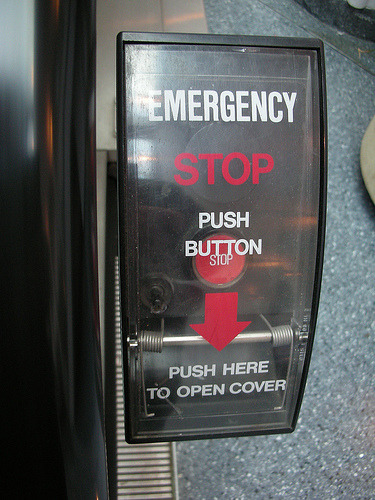 EMERGENCY
STOP
PUSH
BUTTON
STOP
PUSH HERE
TO OPEN COVER